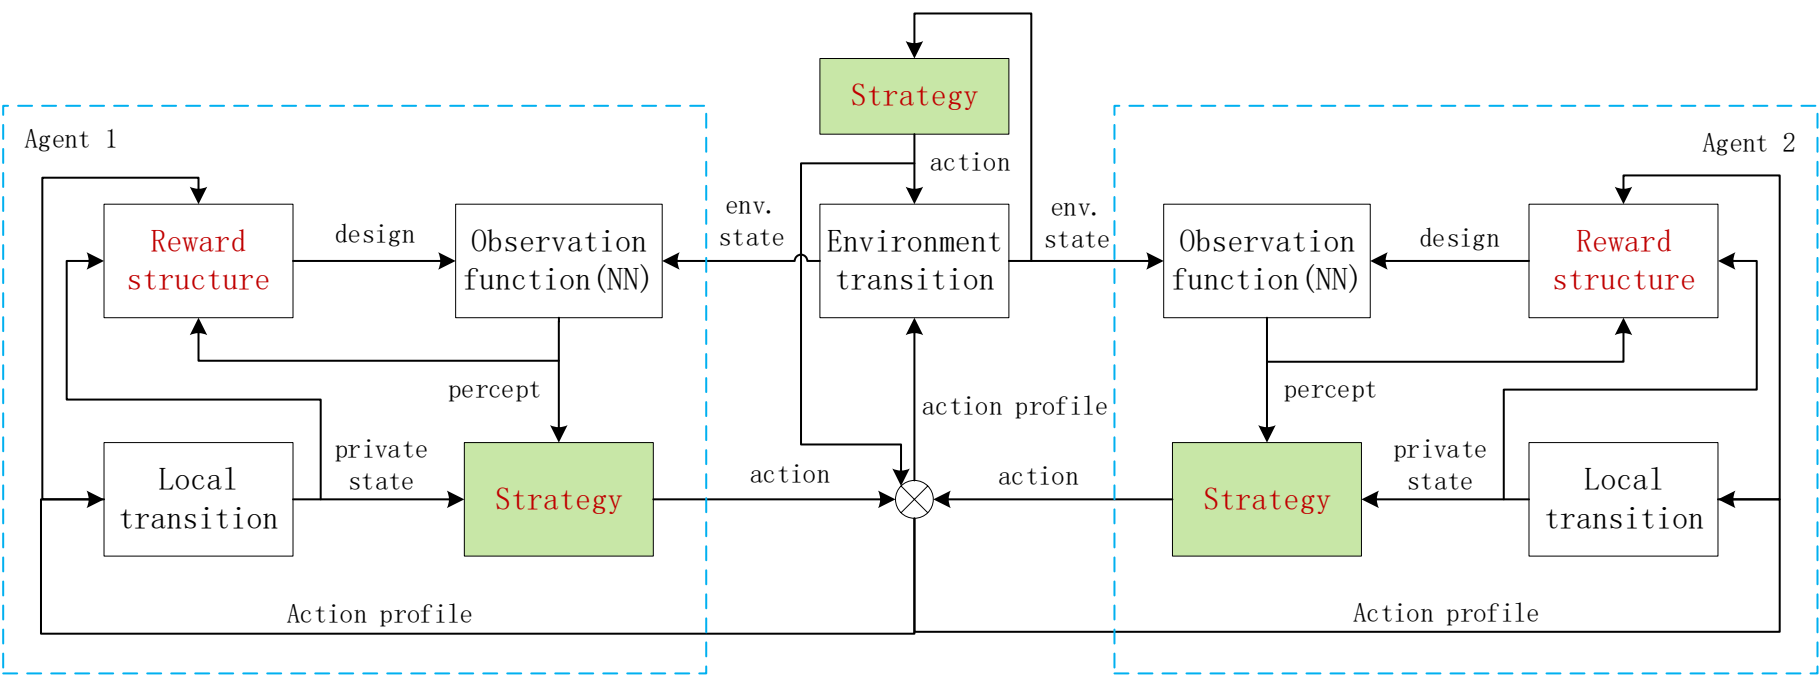 Strategy
Agent 1
action
Agent 2
env.
state
env.
state
Reward
structure
design
Observation
function(NN)
Environment
transition
Observation
function(NN)
design
Reward
structure
percept
action profile
percept
private
state
private
state
Local
transition
Strategy
action
action
Strategy
Local
transition
Action profile
Action profile